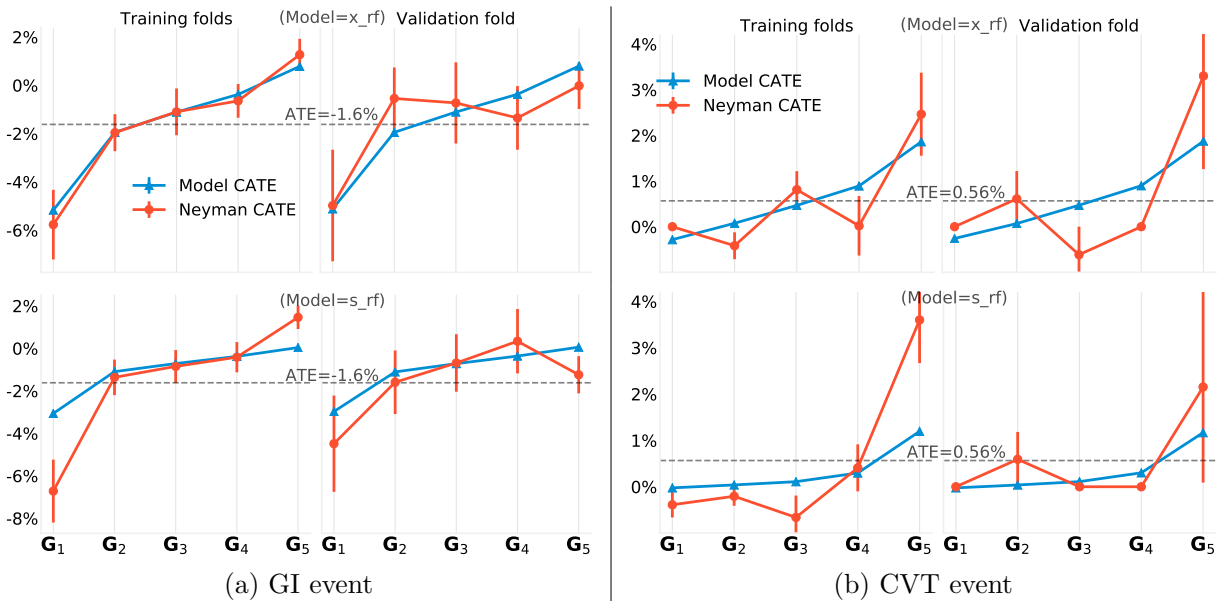 Training folds (Model=x_rf) Validation fold
2%
0%
-2%
-4%
-6%
ATE=-1.6%
Model CATE
Neyman CATE
(Model=s_rf)
2%
0%
-2%
-4%
-6%
-8%
ATE=-1.6%
G1 G2 G3 G4 G5 G1 G2 G3 G4 G5
(a) GI event
Training folds (Model=x_rf) Validation fold
4%
3%
2%
1%
0%
Model CATE
Neyman CATE
ATE=0.56%
(Model=s_rf)
4%
3%
2%
1%
0%
ATE=0.56%
G1 G2 G3 G4 G5 G1 G2 G3 G4 G5
(b) CVT event